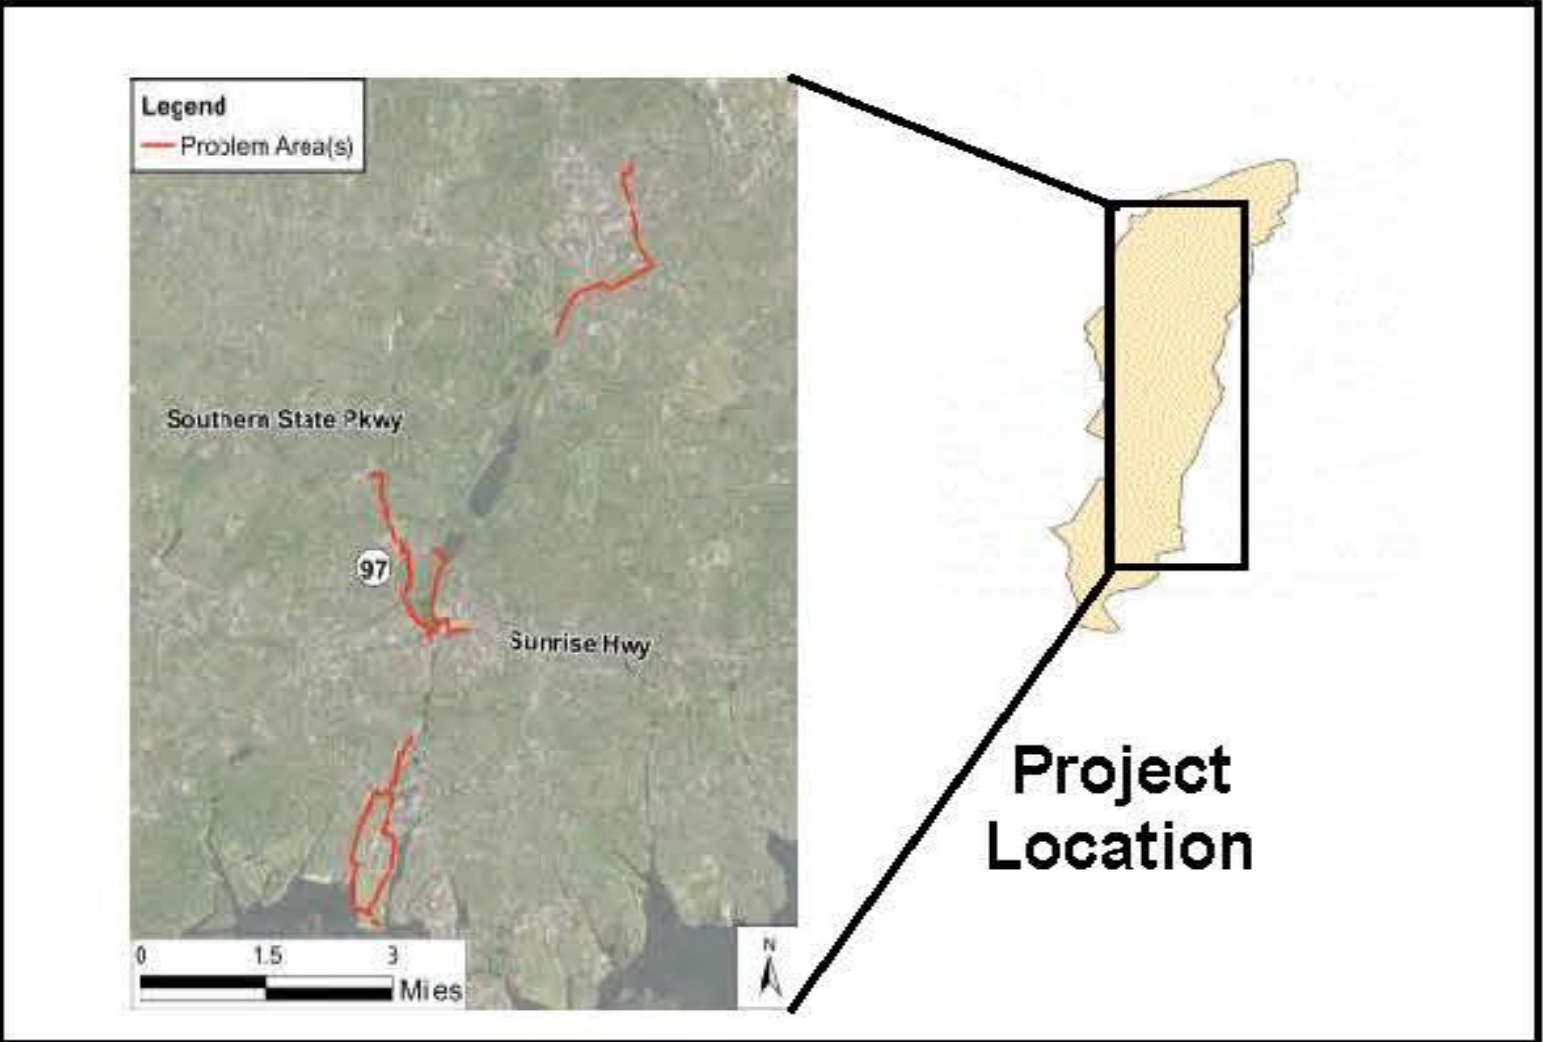 Legend
Problem Area(s)
Southern State Pkwy
97
Sunrise Hwy
0 1.5 3
Miles
N
Project
Location